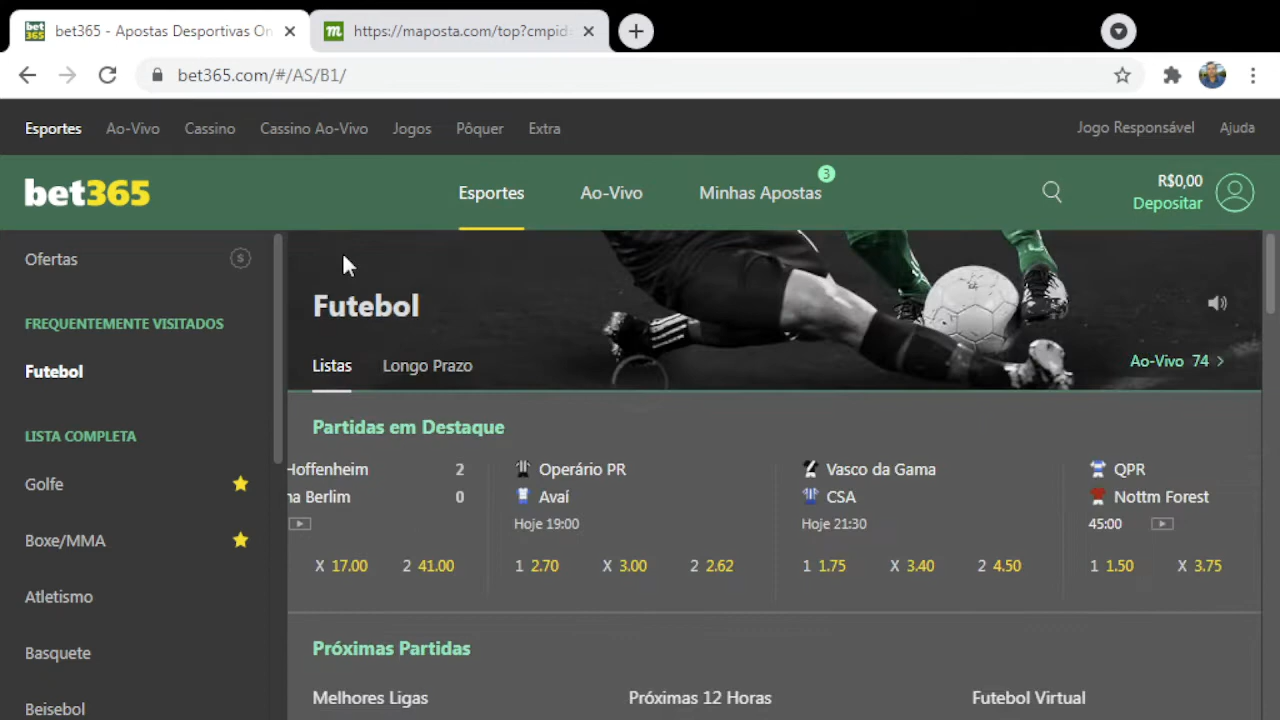 bet365 - Apostas Desportivas On
https://maposta.com/top?cmpid
bet365.com/#/AS/B1/
Esportes Ao-Vivo Cassino Cassino Ao-Vivo Jogos Pôquer Extra Jogo Responsável Ajuda
bet365 Esportes Ao-Vivo Minhas Apostas 3 R$0,00
Depositar
Ofertas S
FREQUENTEMENTE VISITADOS
Futebol
LISTA COMPLETA
Golfe
Boxe/MMA
Atletismo
Basquete
Beisebol
Futebol
Listas Longo Prazo Ao-Vivo 74
Partidas em Destaque
Hoffenheim 2
na Berlim 0
X 17.00 2 41.00
Operário PR
Avaí
Hoje 19:00
1 2.70 X 3.00 2 2.62
Vasco da Gama
CSA
Hoje 21:30
1 1.75 X 3.40 2 4.50
QPR
Nottm Forest
45:00
1 1.50 X 3.75
Próximas Partidas
Melhores Ligas Próximas 12 Horas Futebol Virtual